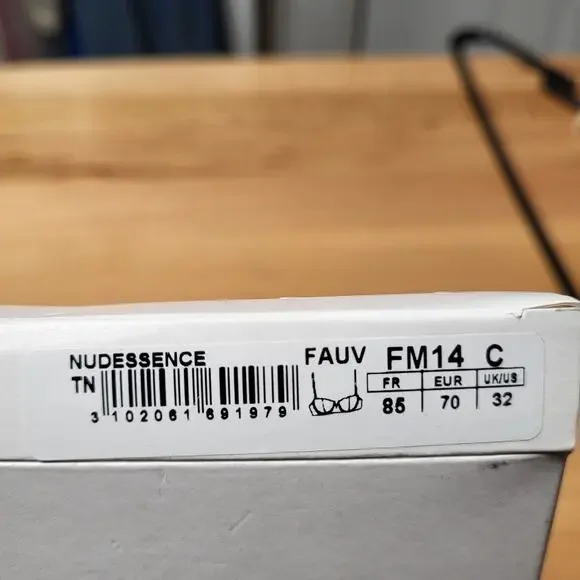 NUDESSENCE FAUV FM14 C
TN
FR EUR UK/US
85 70 32
3 102061 691979